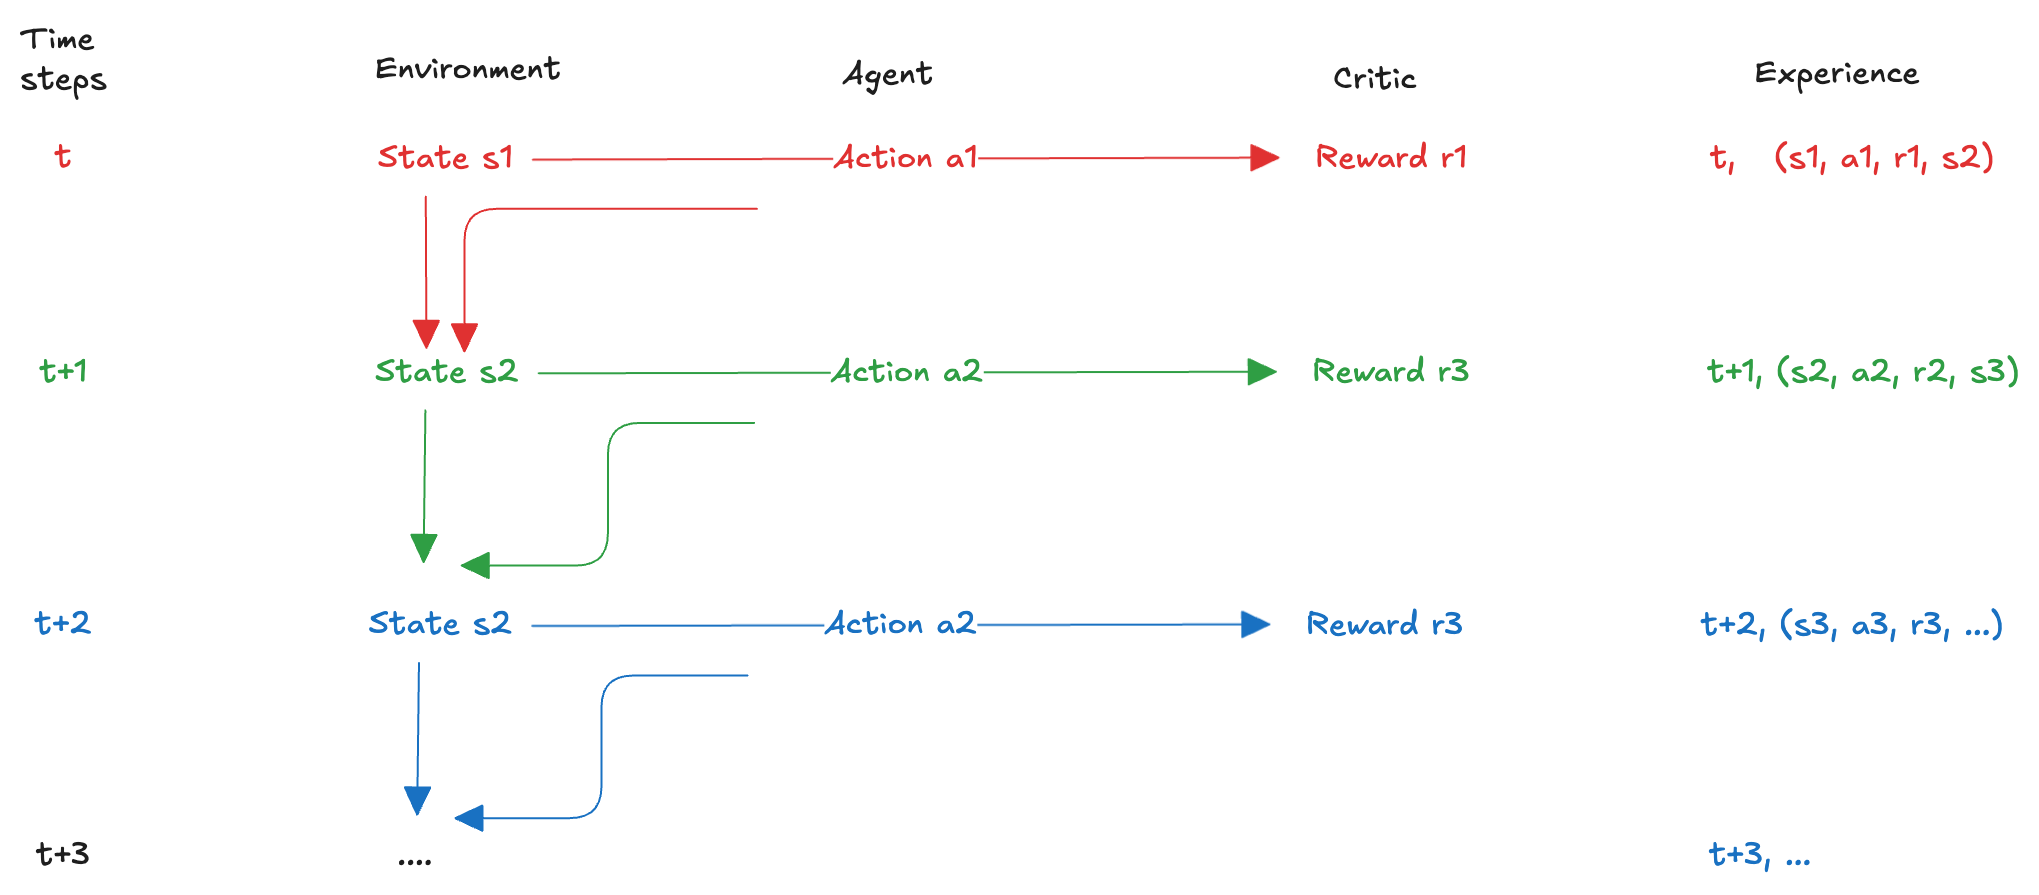 Time
steps
Environment
Agent
Critic
Experience
t
State s1
Action a1
Reward r1
t, (s1, a1, r1, s2)
t+1
State s2
Action a2
Reward r3
t+1, (s2, a2, r2, s3)
t+2
State s2
Action a2
Reward r3
t+2, (s3, a3, r3, ...)
t+3
....
t+3, ...